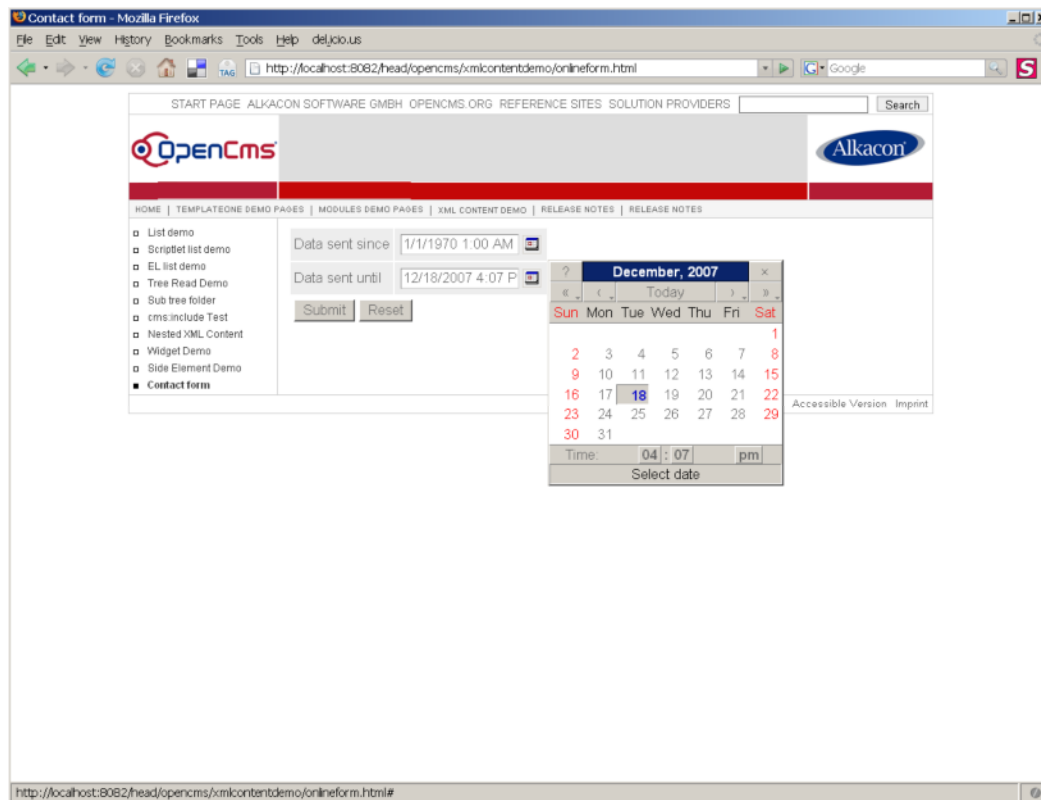 Contact form - Mozilla Firefox
File Edit View History Bookmarks Tools Help del.icio.us
TAG http://localhost:8082/head/opencms/xmlcontentdemo/onlineform.html G Google S
START PAGE ALKACON SOFTWARE GMBH OPENCMS.ORG REFERENCE SITES SOLUTION PROVIDERS Search
OpenCms Alkacon
HOME | TEMPLATEONE DEMO PAGES | MODULES DEMO PAGES | XML CONTENT DEMO | RELEASE NOTES | RELEASE NOTES
List demo
Scriptlet list demo
EL list demo
Tree Read Demo
Sub tree folder
cms:include Test
Nested XML Content
Widget Demo
Side Element Demo
Contact form
Data sent since 1/1/1970 1:00 AM
Data sent until 12/18/2007 4:07 P
Submit Reset
? December, 2007 ×
« ‹ Today › »
Sun Mon Tue Wed Thu Fri Sat
1
2 3 4 5 6 7 8
9 10 11 12 13 14 15
16 17 18 19 20 21 22
23 24 25 26 27 28 29
30 31
Time: 04 : 07 pm
Select date
Accessible Version Imprint
http://localhost:8082/head/opencms/xmlcontentdemo/onlineform.html#